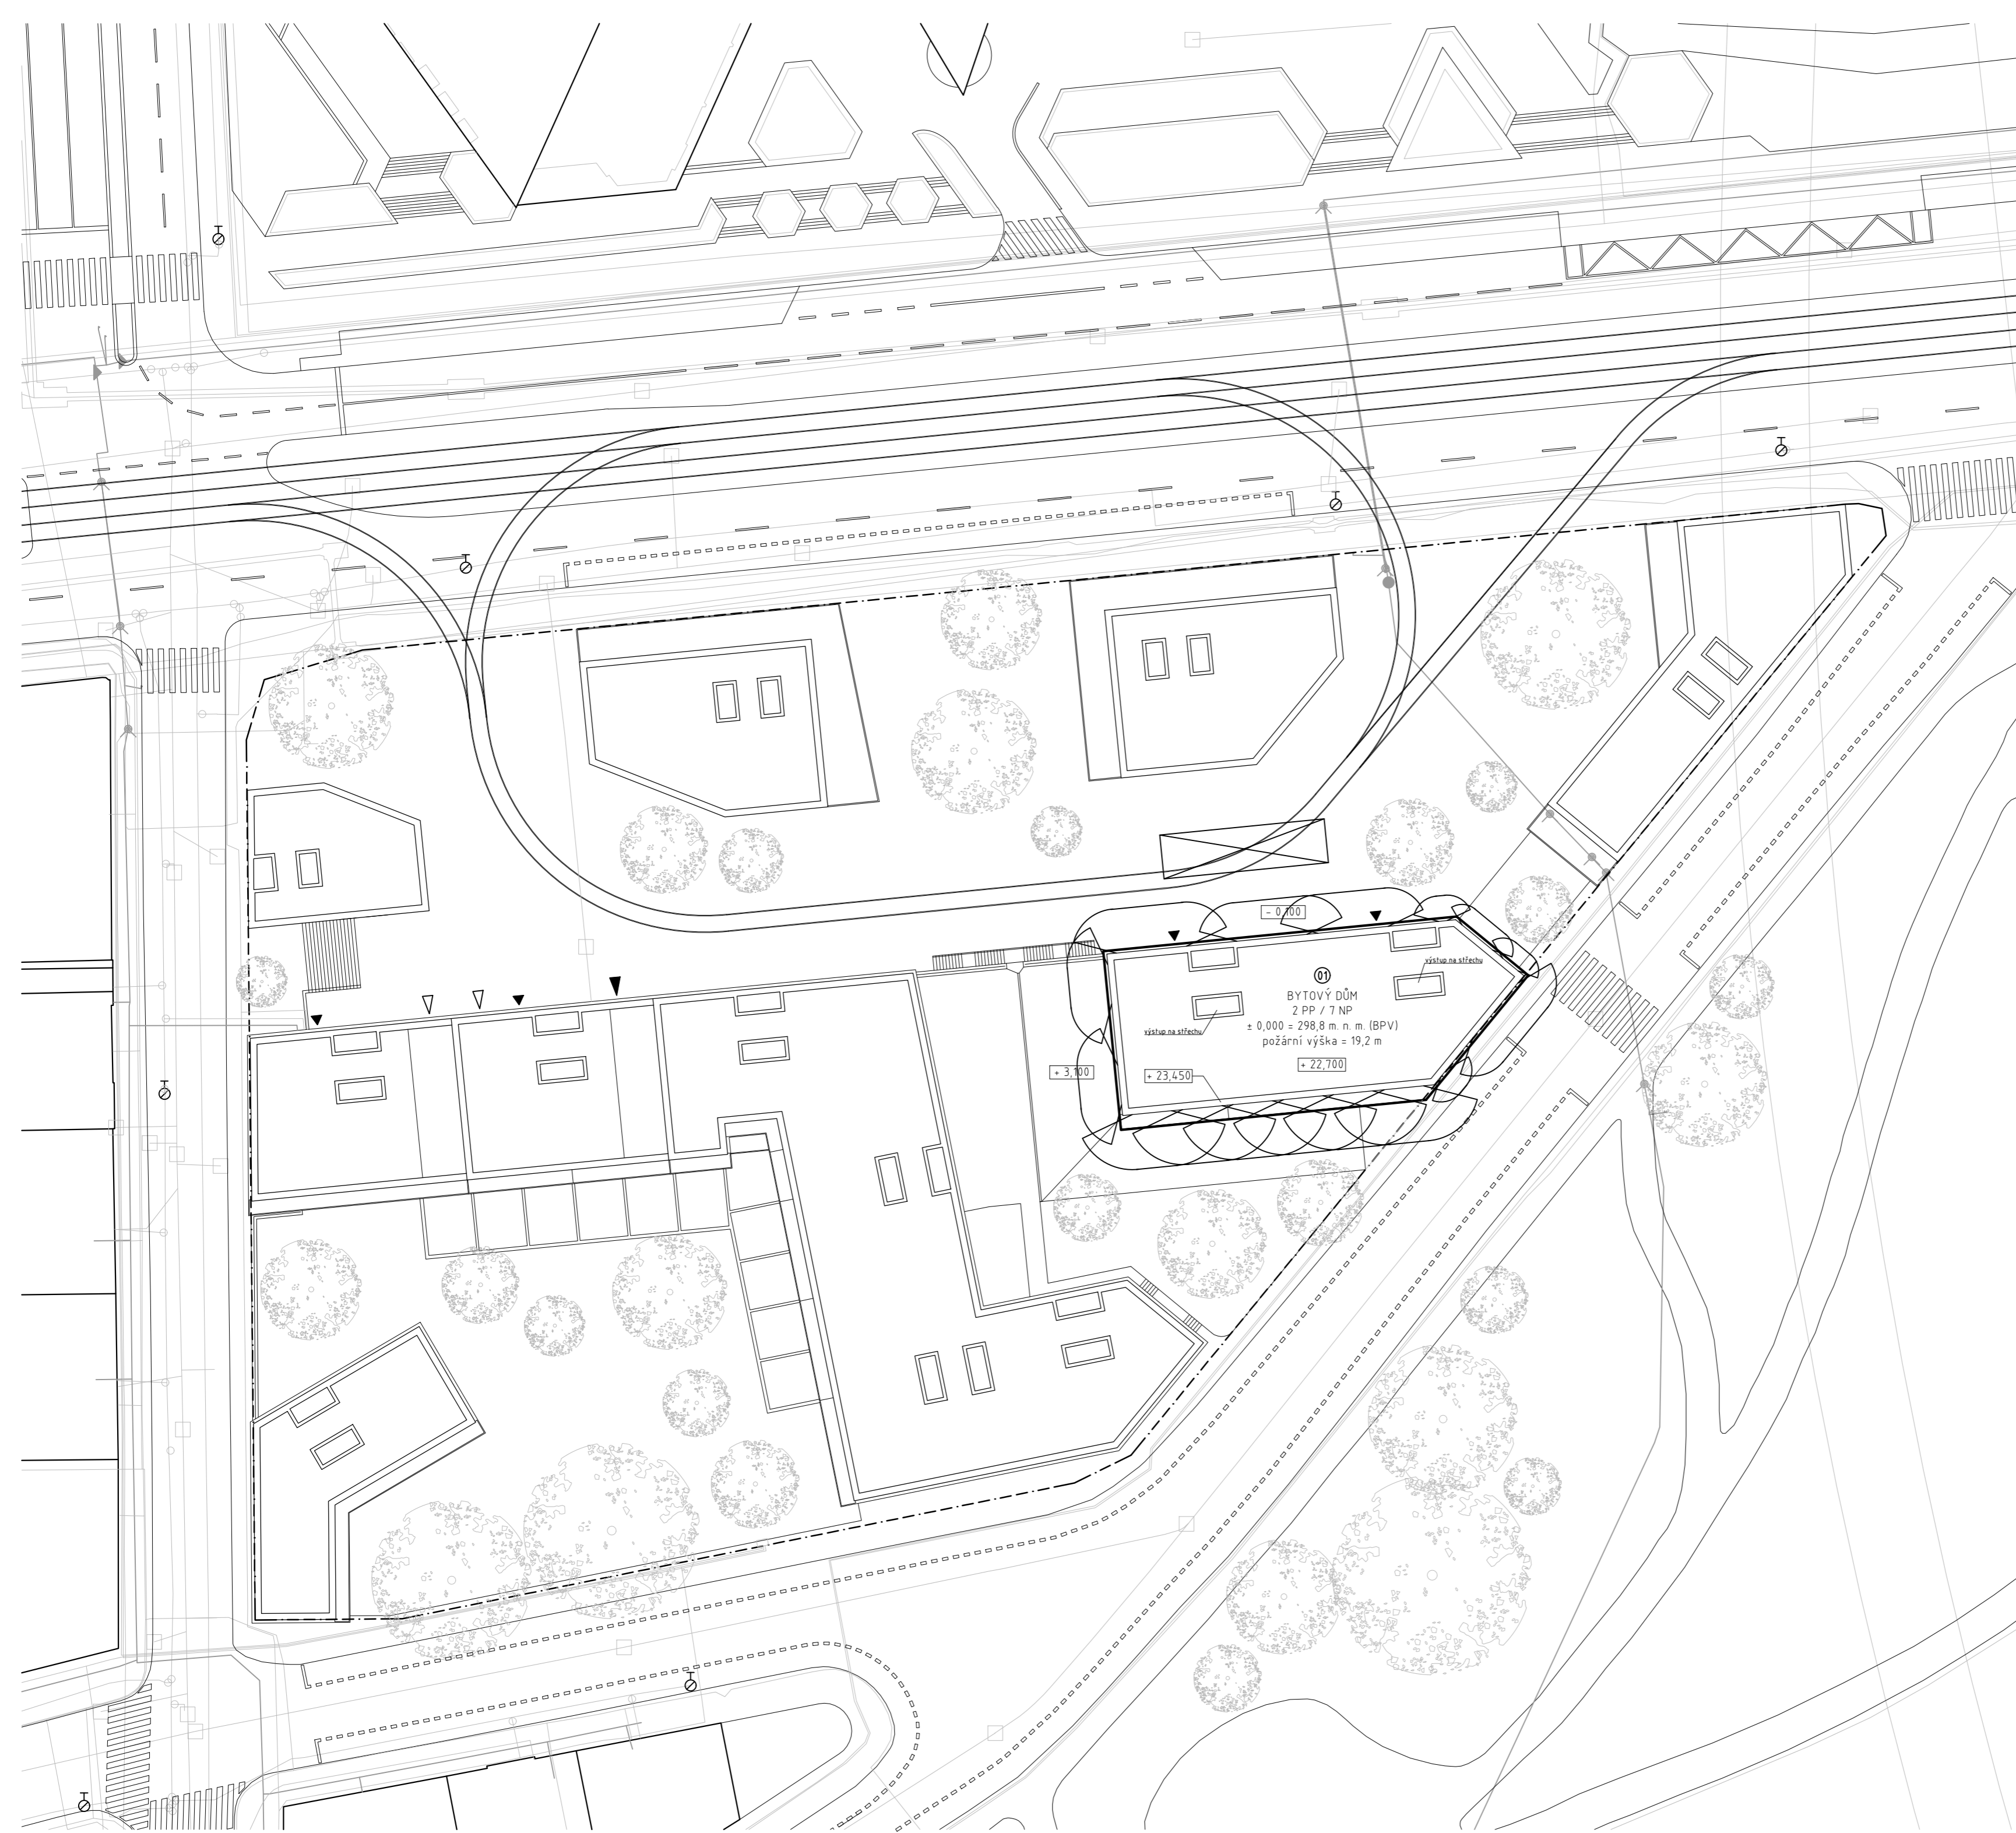 - 0,100
výstup na střechu
01
BYTOVÝ DŮM
2 PP / 7 NP
± 0,000 = 298,8 m. n. m. (BPV)
výstup na střechu
požární výška = 19,2 m
+ 22,700
+ 3,100
+ 23,450